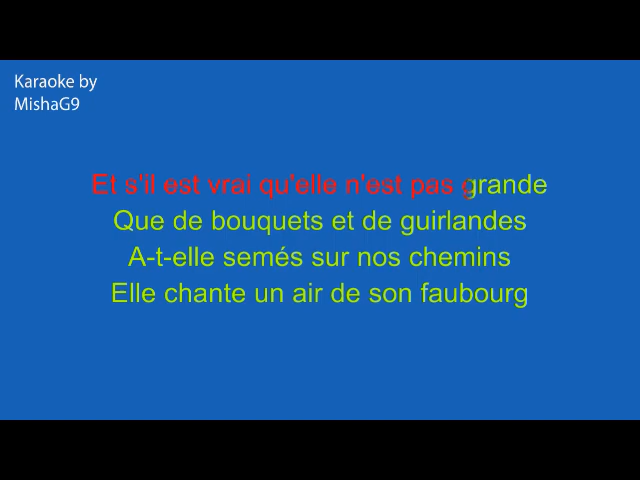 Karaoke by
MishaG9
Et s'il est vrai qu'elle n'est pas grande
Que de bouquets et de guirlandes
A-t-elle semés sur nos chemins
Elle chante un air de son faubourg